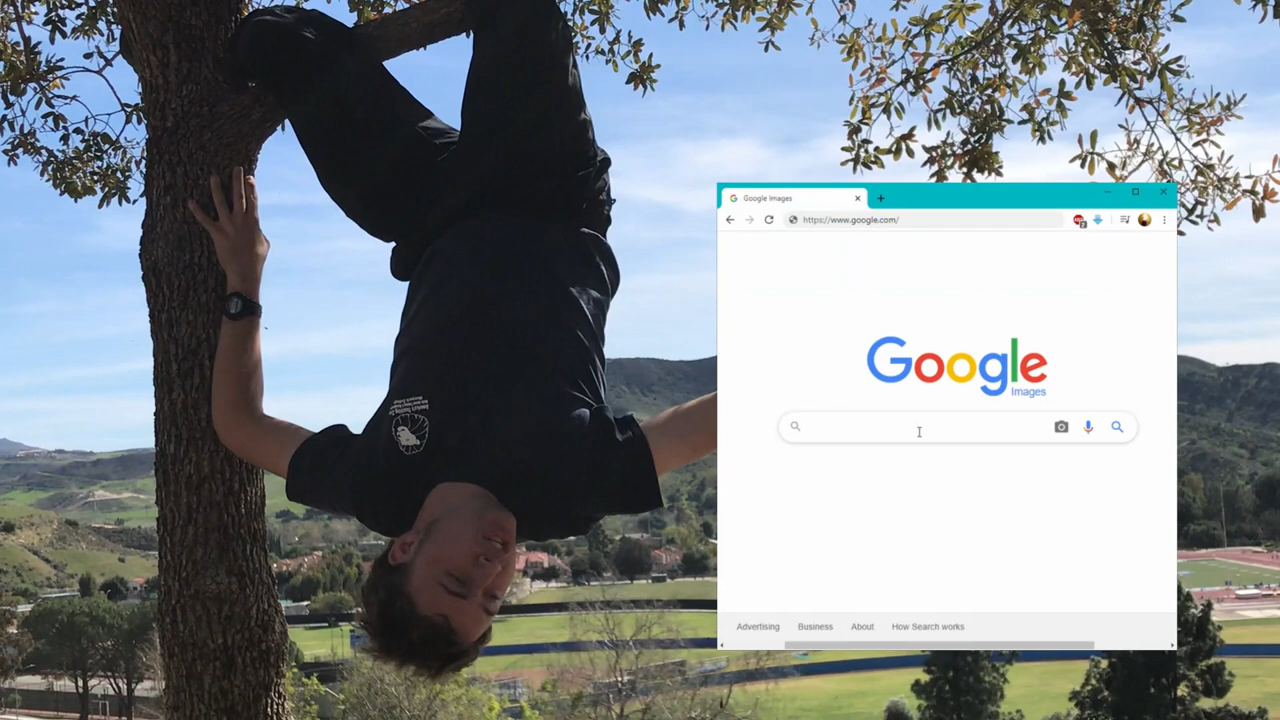 Google Images
https://www.google.com/
Google
Images
Advertising
Business
About
How Search works